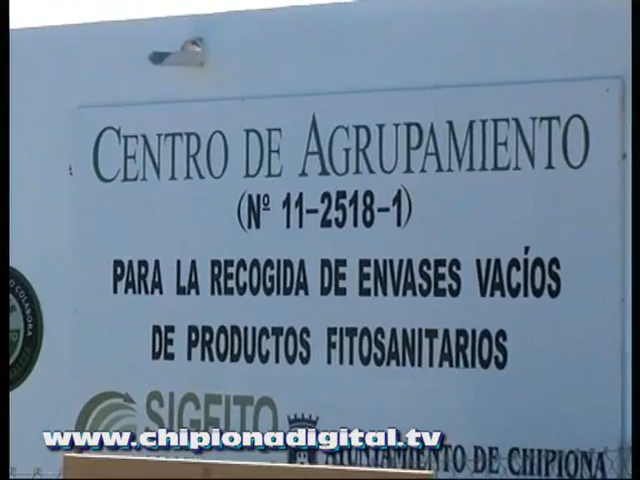 CENTRO DE AGRUPAMIENTO
(Nº 11-2518-1)
PARA LA RECOGIDA DE ENVASES VACÍOS
DE PRODUCTOS FITOSANITARIOS
COLABORA
SIGFITO
www.chipionadigital.tv
AYUNTAMIENTO DE CHIPIONA